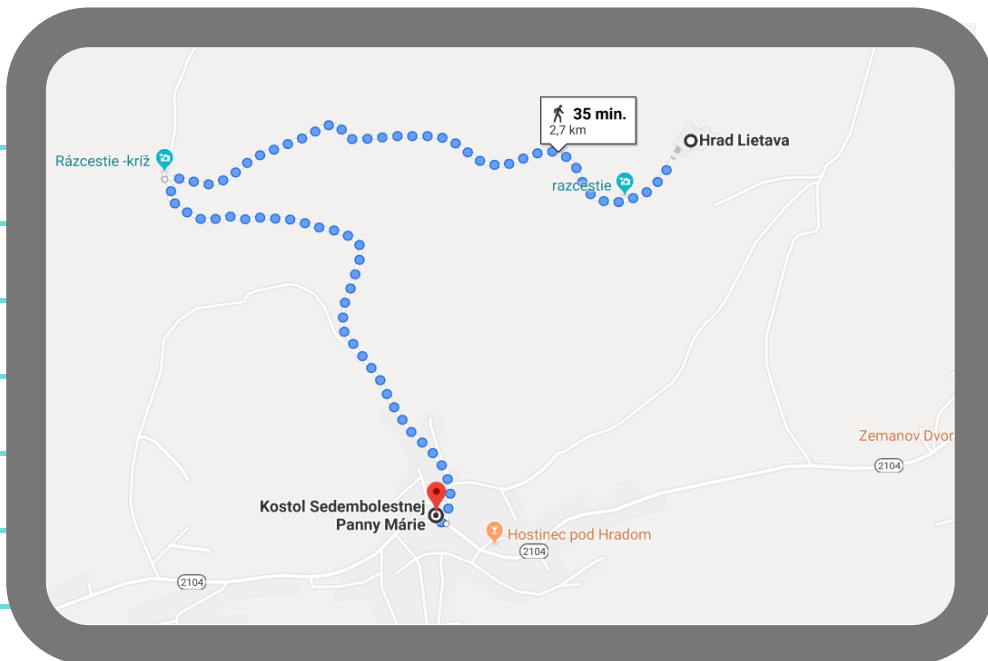 35 min.
2,7 km
Hrad Lietava
Rázcestie -kríž
razcestie
Zemanov Dvor
2104
Kostol Sedembolestnej
Panny Márie
Hostinec pod Hradom
2104
2104